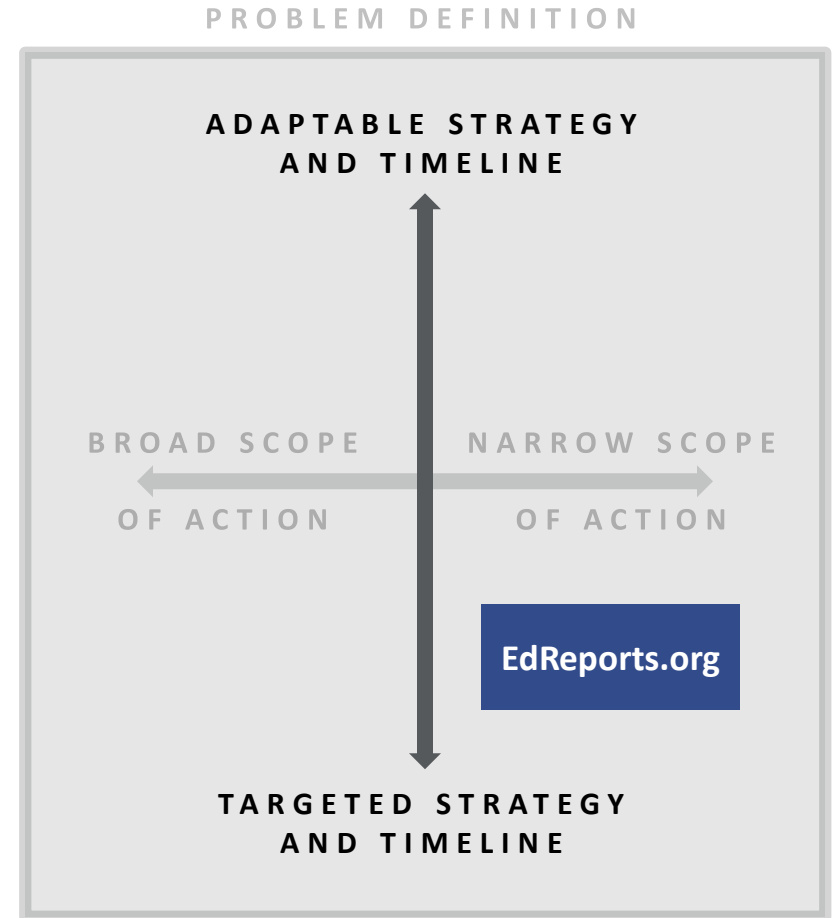 PROBLEM DEFINITION
ADAPTABLE STRATEGY
AND TIMELINE
BROAD SCOPE
OF ACTION
NARROW SCOPE
OF ACTION
EdReports.org
TARGETED STRATEGY
AND TIMELINE